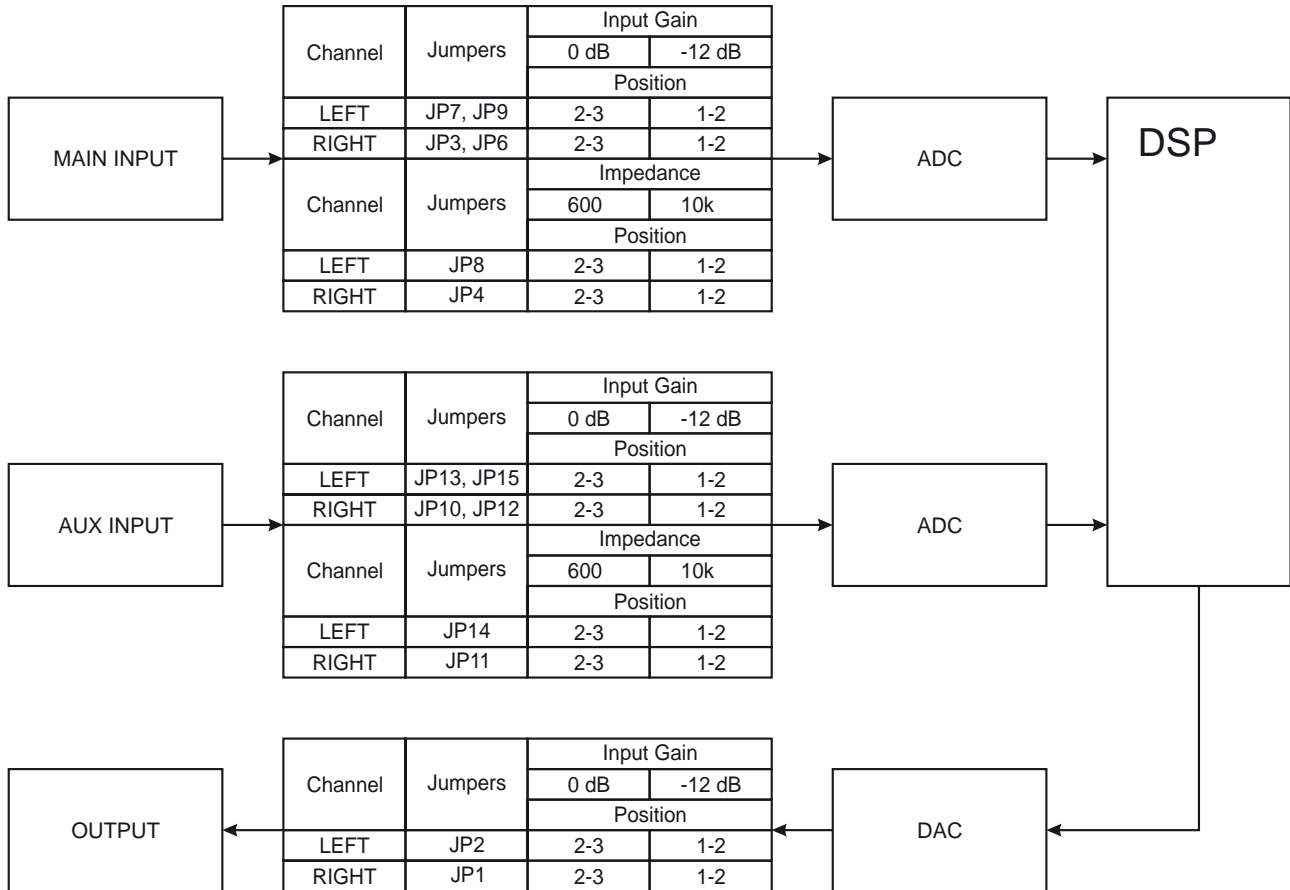 Input Gain
Channel Jumpers 0 dB -12 dB
Position
LEFT JP7, JP9 2-3 1-2
RIGHT JP3, JP6 2-3 1-2
MAIN INPUT
ADC
DSP
Impedance
Channel Jumpers 600 10k
Position
LEFT JP8 2-3 1-2
RIGHT JP4 2-3 1-2
Input Gain
Channel Jumpers 0 dB -12 dB
Position
LEFT JP13, JP15 2-3 1-2
RIGHT JP10, JP12 2-3 1-2
AUX INPUT
ADC
Impedance
Channel Jumpers 600 10k
Position
LEFT JP14 2-3 1-2
RIGHT JP11 2-3 1-2
Input Gain
Channel Jumpers 0 dB -12 dB
Position
OUTPUT
DAC
LEFT JP2 2-3 1-2
RIGHT JP1 2-3 1-2